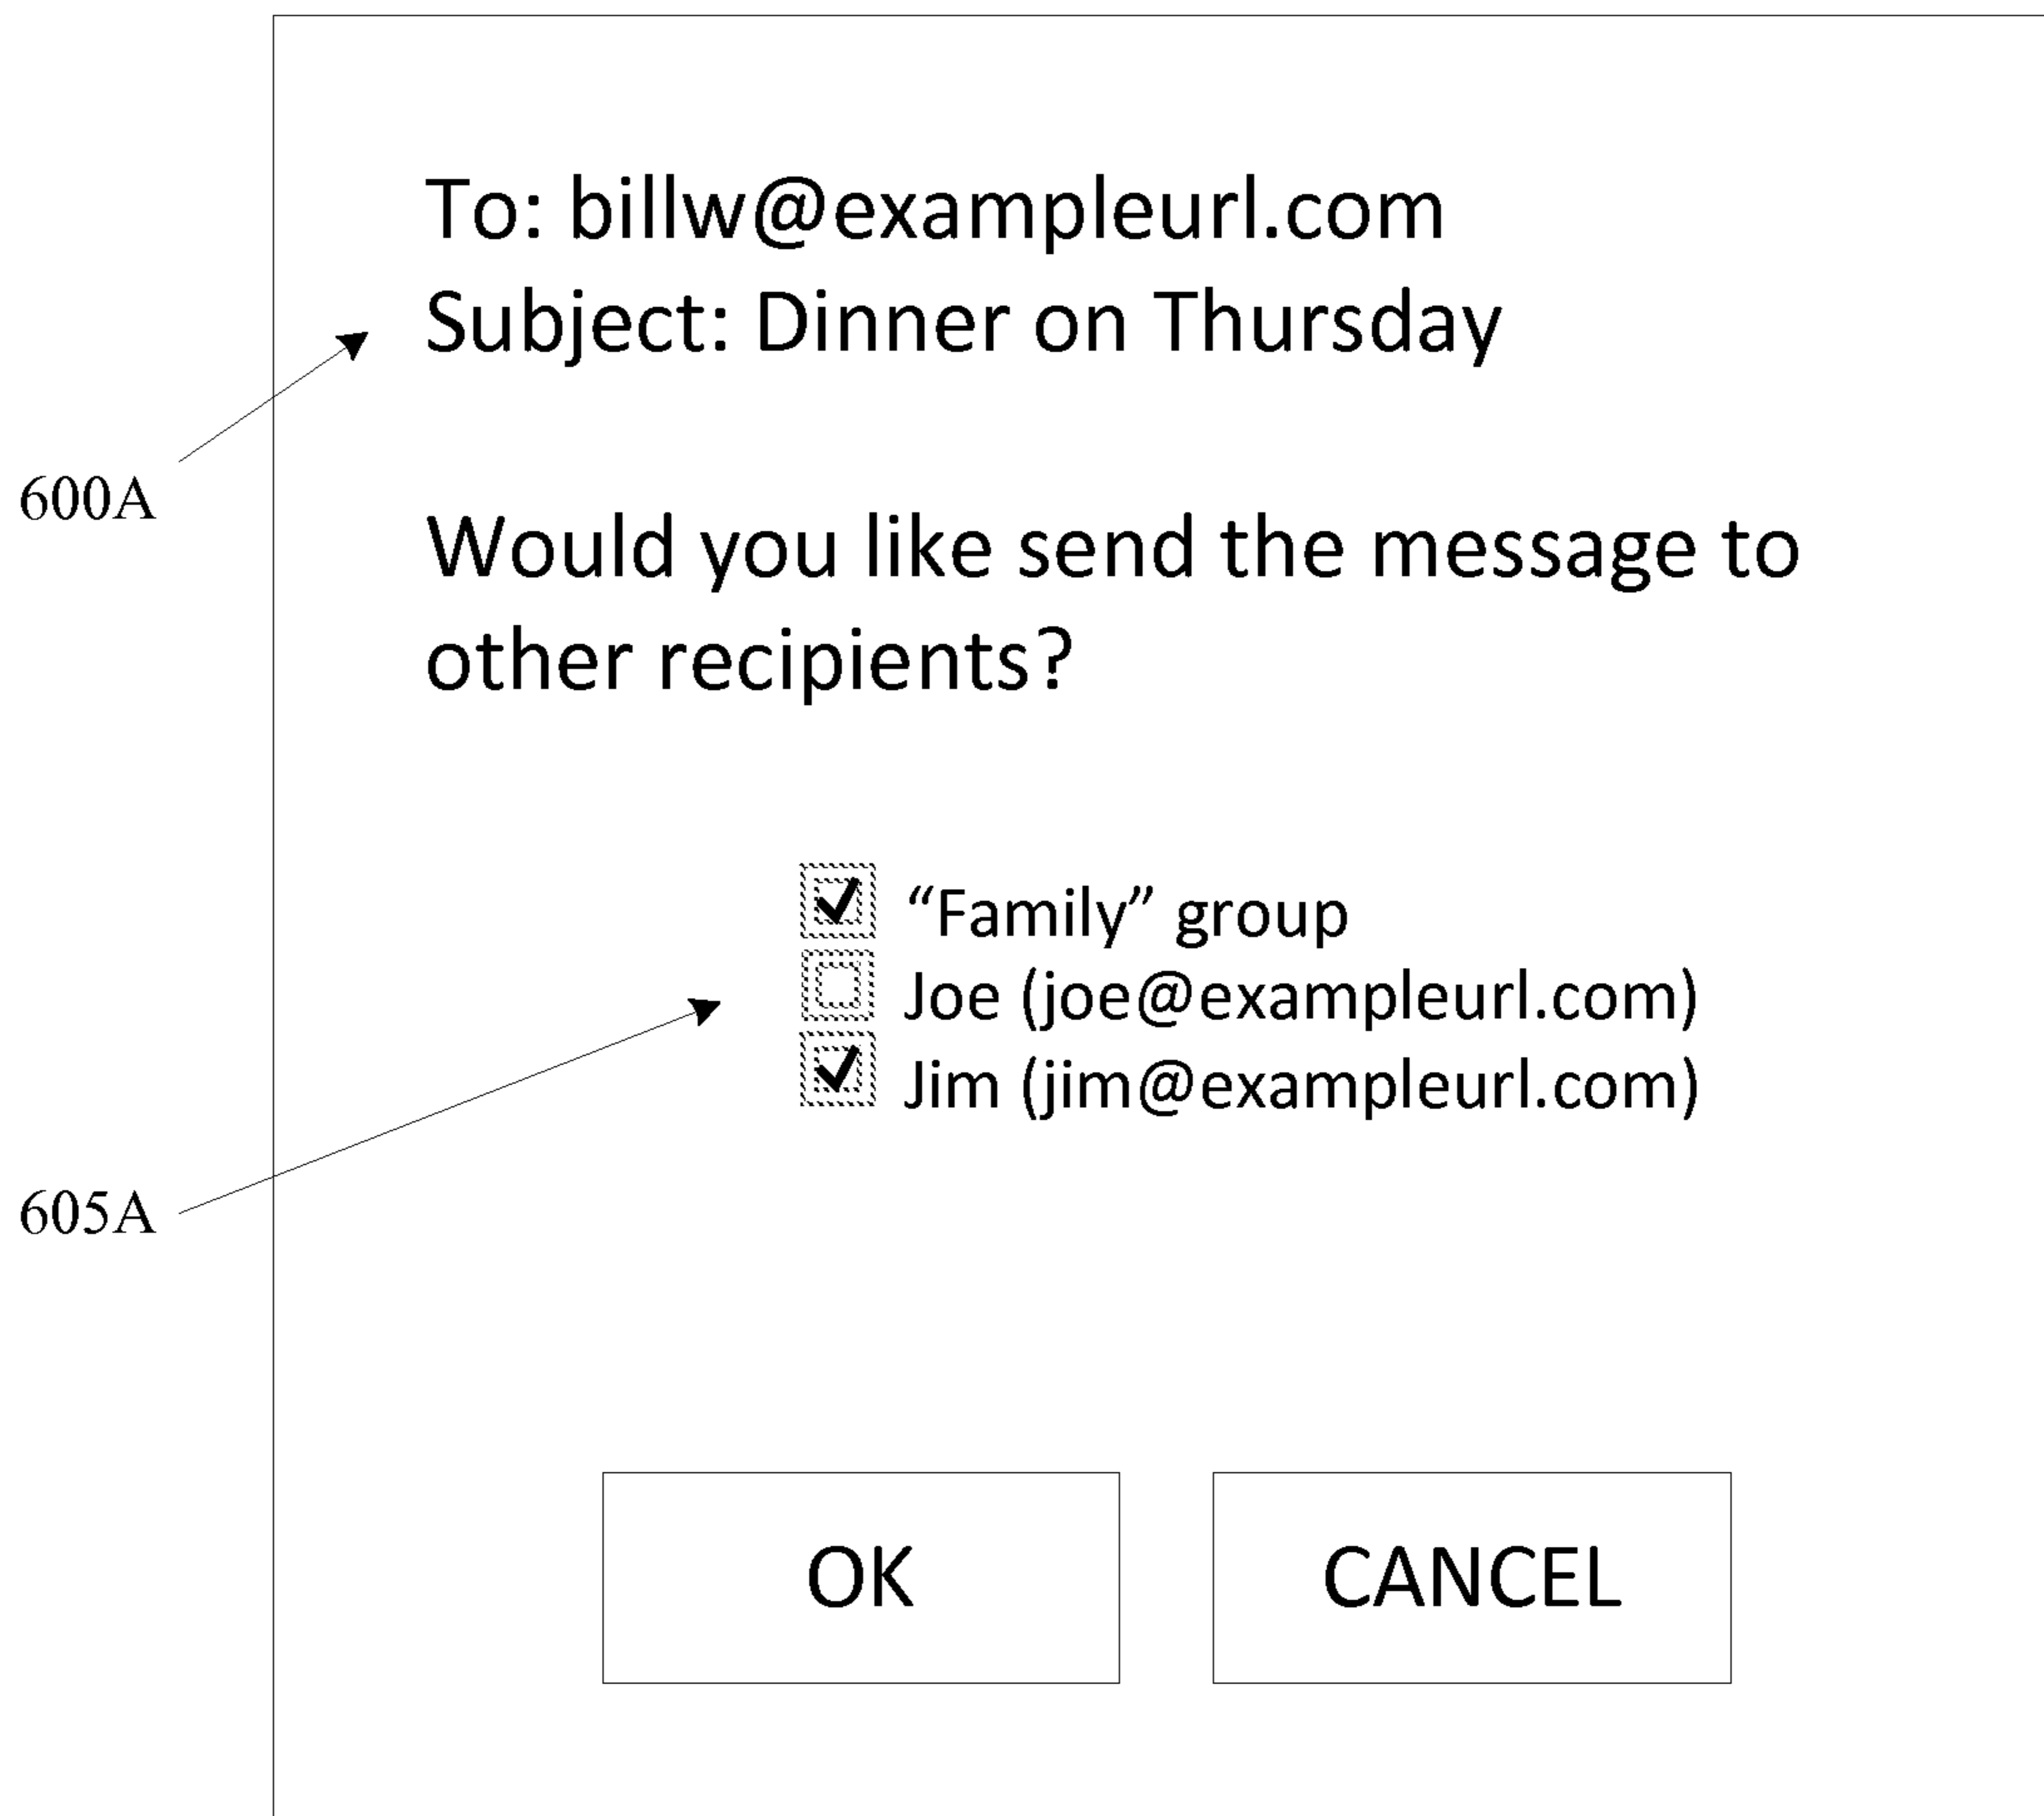 To: billw@exampleurl.com
Subject: Dinner on Thursday
600A
Would you like send the message to
other recipients?
“Family” group
Joe (joe@exampleurl.com)
Jim (jim@exampleurl.com)
605A
OK
CANCEL